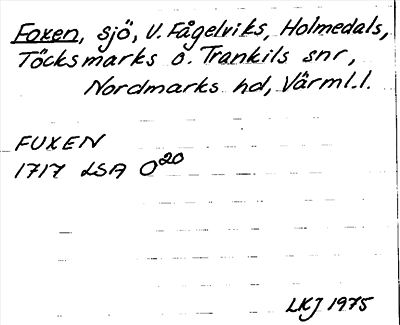 Foxen, sjö, V. Fågelviks, Holmedals,
Töcksmarks o. Trankils snr,
Nordmarks hd, Värml.l.
FUXEN
1717 LSA O²⁰
LKJ 1975